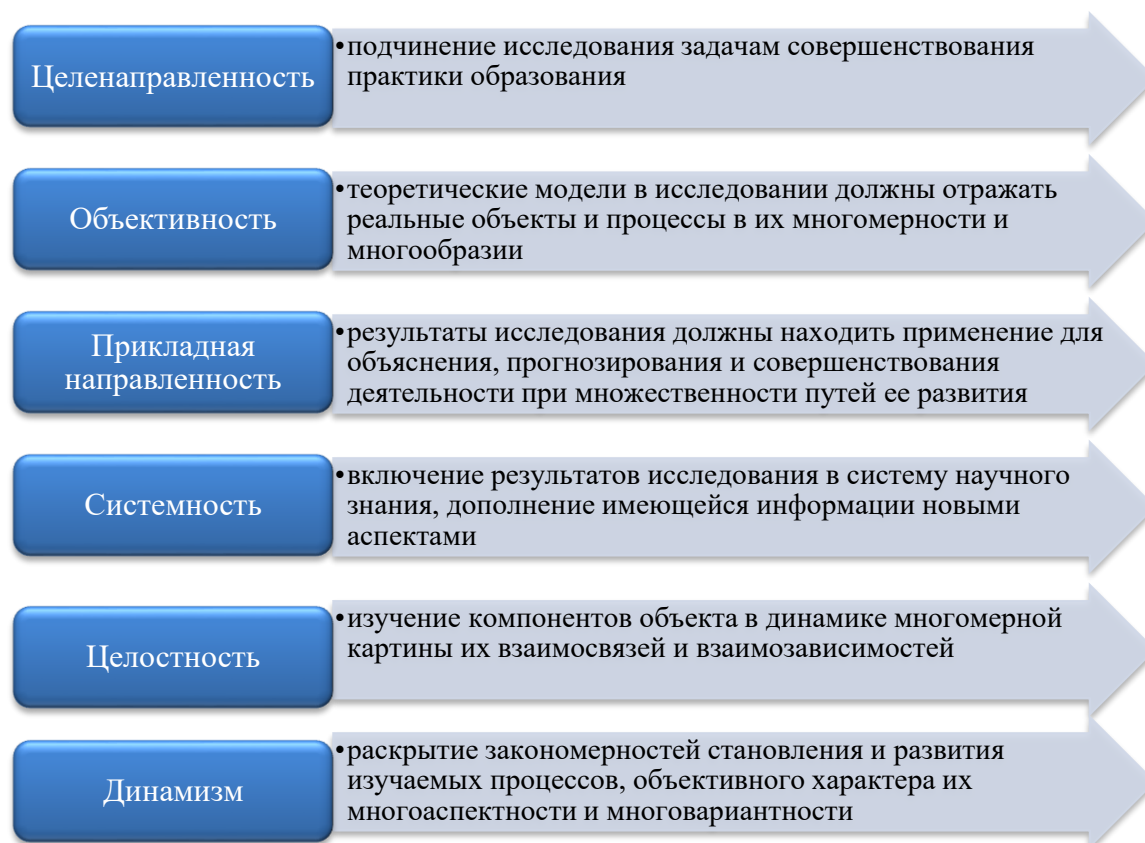 Целенаправленность
•подчинение исследования задачам совершенствования
практики образования
Объективность
•теоретические модели в исследовании должны отражать
реальные объекты и процессы в их многомерности и
многообразии
Прикладная
направленность
•результаты исследования должны находить применение для
объяснения, прогнозирования и совершенствования
деятельности при множественности путей ее развития
Системность
•включение результатов исследования в систему научного
знания, дополнение имеющейся информации новыми
аспектами
Целостность
•изучение компонентов объекта в динамике многомерной
картины их взаимосвязей и взаимозависимостей
Динамизм
•раскрытие закономерностей становления и развития
изучаемых процессов, объективного характера их
многоаспектности и многовариантности